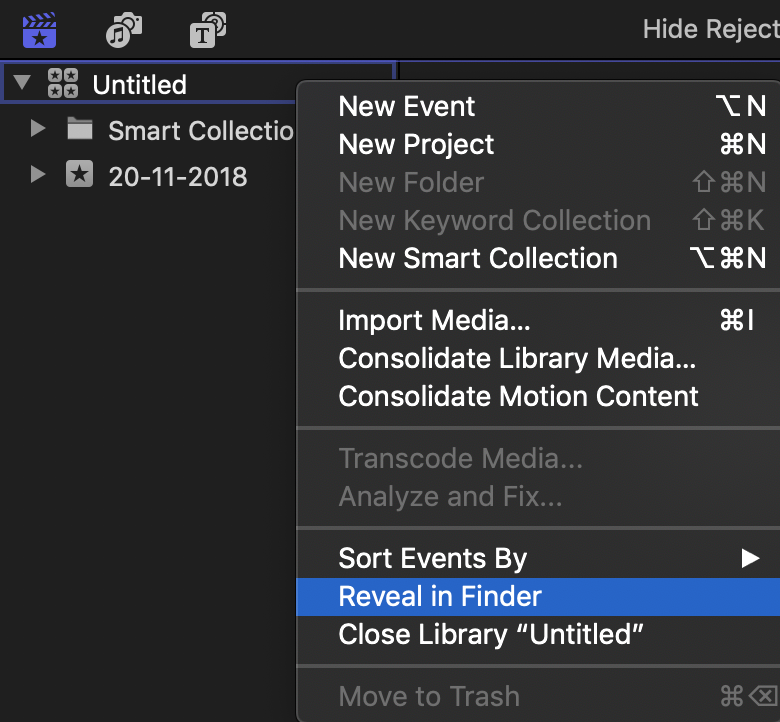 Hide Reject
Untitled
Smart Collectio
20-11-2018
New Event ⌥N
New Project ⌘N
New Folder ⇧⌘N
New Keyword Collection ⇧⌘K
New Smart Collection ⌥⌘N
Import Media... ⌘I
Consolidate Library Media...
Consolidate Motion Content
Transcode Media...
Analyze and Fix...
Sort Events By
Reveal in Finder
Close Library “Untitled”
Move to Trash ⌘⌫